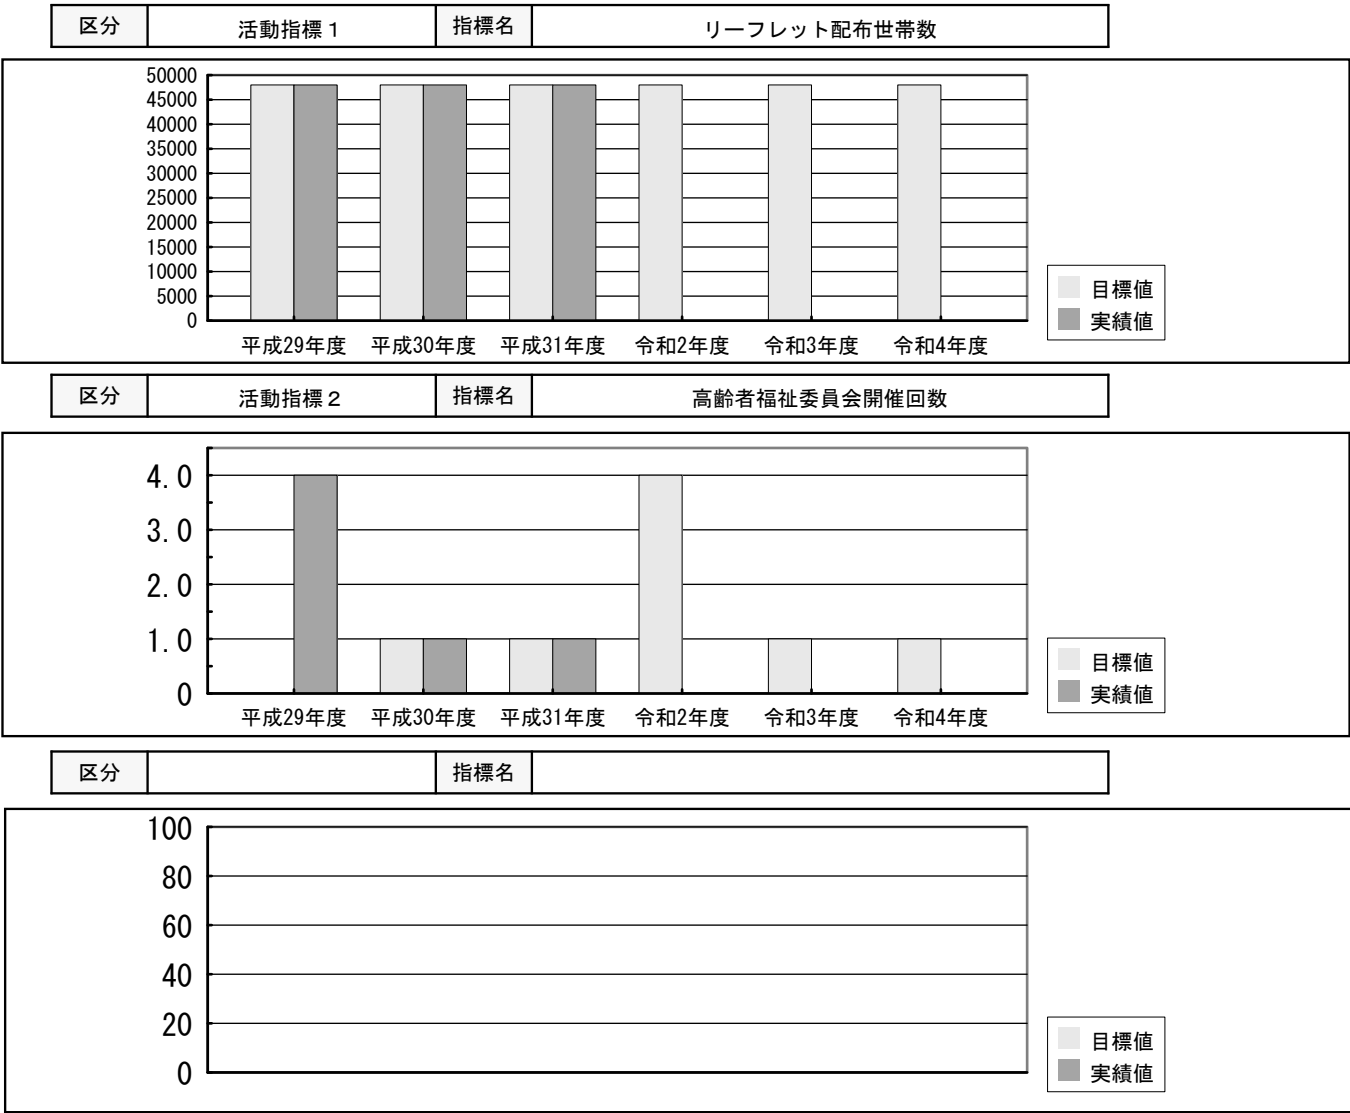 区分 活動指標１ 指標名 リーフレット配布世帯数
50000
45000
40000
35000
30000
25000
20000
15000
10000
5000
0
平成29年度 平成30年度 平成31年度 令和2年度 令和3年度 令和4年度
目標値
実績値
区分 活動指標２ 指標名 高齢者福祉委員会開催回数
4.0
3.0
2.0
1.0
0
平成29年度 平成30年度 平成31年度 令和2年度 令和3年度 令和4年度
目標値
実績値
区分 指標名
100
80
60
40
20
0
目標値
実績値